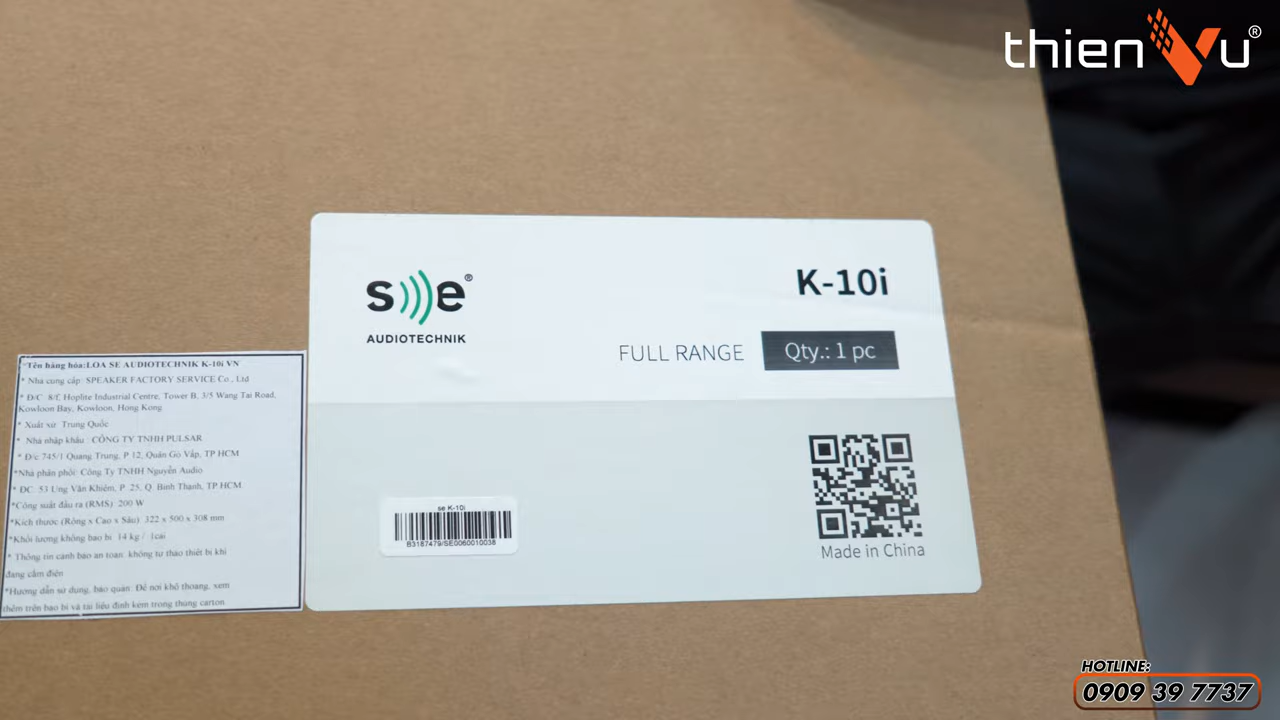 thienVu®
s e®
AUDIOTECHNIK
K-10i
FULL RANGE
Qty.: 1 pc
*Tên hàng hóa:LOA SE AUDIOTECHNIK K-10i VN
* Nhà cung cấp: SPEAKER FACTORY SERVICE Co., Ltd
* Đ/C: 8/f, Hoplite Industrial Centre, Tower B, 3/5 Wang Tai Road,
Kowloon Bay, Kowloon, Hong Kong
* Xuất xứ: Trung Quốc
* Nhà nhập khẩu : CÔNG TY TNHH PULSAR
* Đ/c 745/1 Quang Trung, P 12, Quận Gò Vấp, TP HCM
*Nhà phân phối: Công Ty TNHH Nguyễn Audio
* ĐC: 53 Ung Văn Khiêm, P. 25, Q. Bình Thạnh, TP.HCM
*Công suất đầu ra (RMS): 200 W
*Kích thước (Rộng x Cao x Sâu): 322 x 500 x 308 mm
*Khối lượng không bao bì: 14 kg / 1cái
* Thông tin cảnh báo an toàn: không tự tháo thiết bị khi
đang cắm điện
*Hướng dẫn sử dụng, bảo quản: Để nơi khô thoáng, xem
thêm trên bao bì và tài liệu đính kèm trong thùng carton
se K-10i
B3187479/SE0060010038
Made in China
HOTLINE:
0909 39 7737